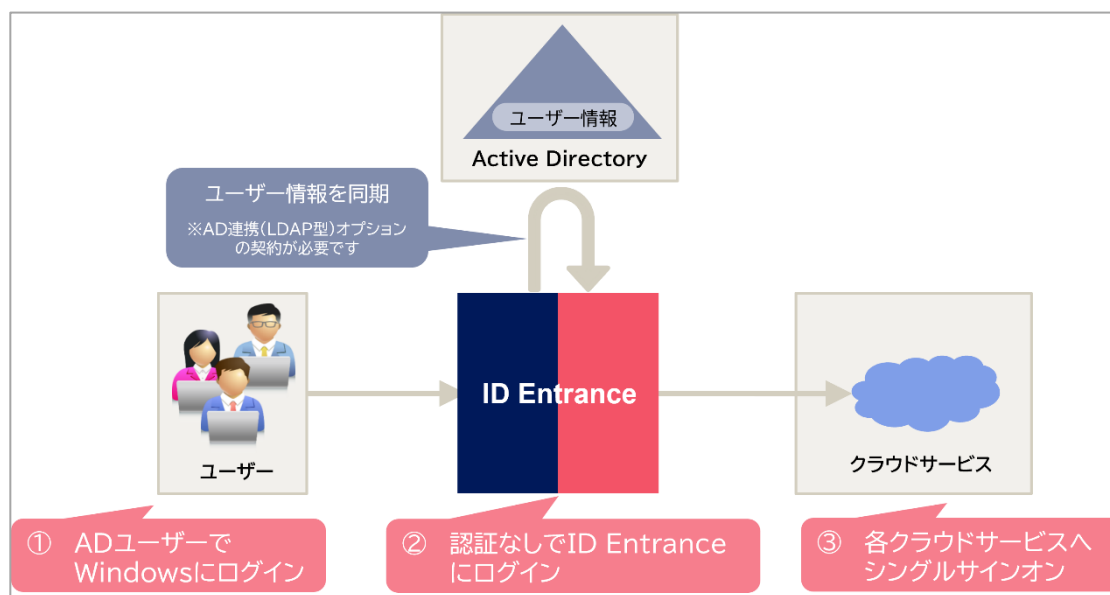 ユーザー情報
Active Directory
ユーザー情報を同期
※AD連携(LDAP型)オプション
の契約が必要です
ID Entrance
ユーザー
クラウドサービス
① ADユーザーで
Windowsにログイン
② 認証なしでID Entrance
にログイン
③ 各クラウドサービスへ
シングルサインオン